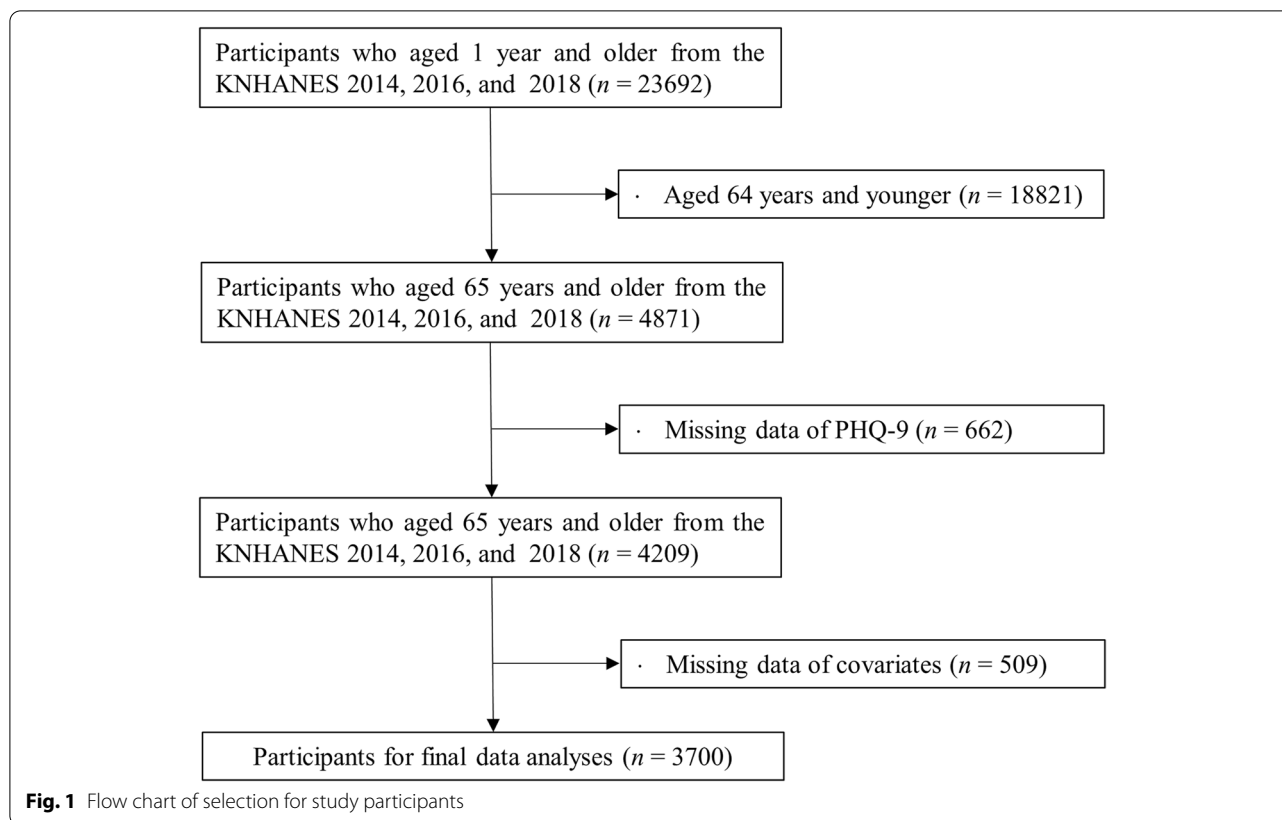 Participants who aged 1 year and older from the
KNHANES 2014, 2016, and 2018 (n = 23692)
· Aged 64 years and younger (n = 18821)
Participants who aged 65 years and older from the
KNHANES 2014, 2016, and 2018 (n = 4871)
· Missing data of PHQ-9 (n = 662)
Participants who aged 65 years and older from the
KNHANES 2014, 2016, and 2018 (n = 4209)
· Missing data of covariates (n = 509)
Participants for final data analyses (n = 3700)
Fig. 1 Flow chart of selection for study participants